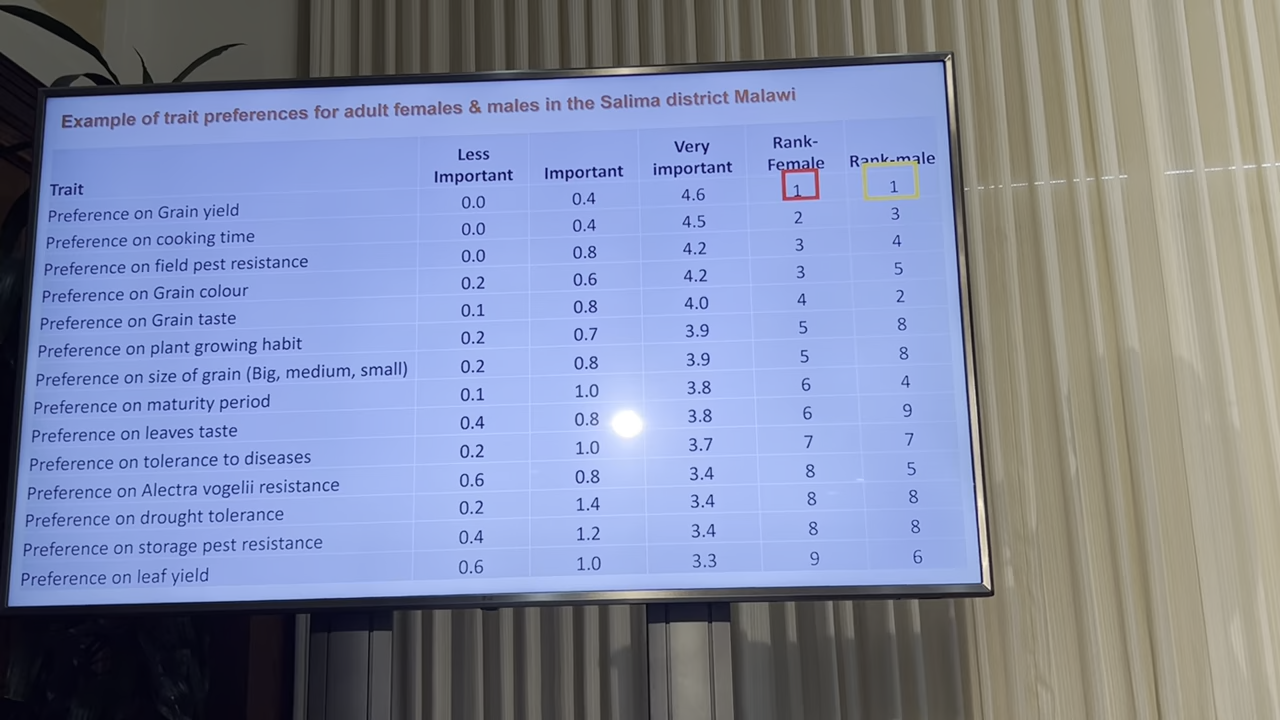 Example of trait preferences for adult females & males in the Salima district Malawi
Trait Less Important Important Very important Rank-Female Rank-male
Preference on Grain yield 0.0 0.4 4.6 1 1
Preference on cooking time 0.0 0.4 4.5 2 3
Preference on field pest resistance 0.0 0.8 4.2 3 4
Preference on Grain colour 0.2 0.6 4.2 3 5
Preference on Grain taste 0.1 0.8 4.0 4 2
Preference on plant growing habit 0.2 0.7 3.9 5 8
Preference on size of grain (Big, medium, small) 0.2 0.8 3.9 5 8
Preference on maturity period 0.1 1.0 3.8 6 4
Preference on leaves taste 0.4 0.8 3.8 6 9
Preference on tolerance to diseases 0.2 1.0 3.7 7 7
Preference on Alectra vogelii resistance 0.6 0.8 3.4 8 5
Preference on drought tolerance 0.2 1.4 3.4 8 8
Preference on storage pest resistance 0.4 1.2 3.4 8 8
Preference on leaf yield 0.6 1.0 3.3 9 6